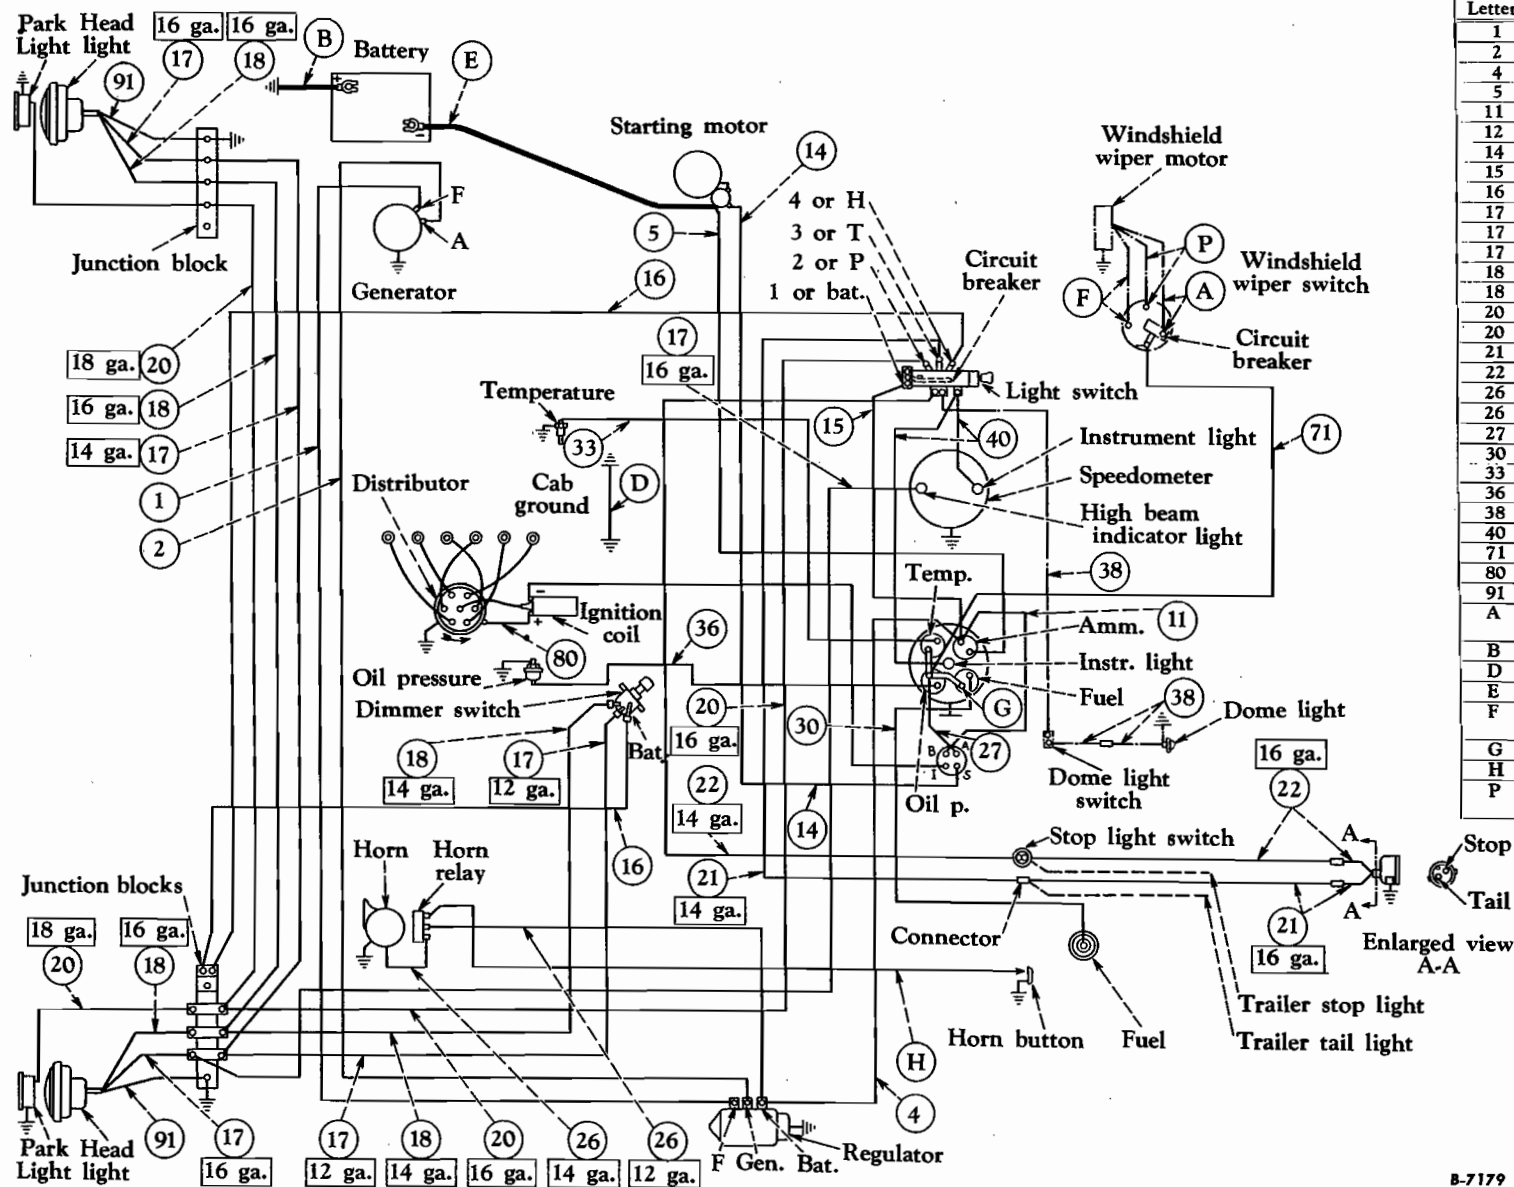 Park Head
Light light
16 ga.
16 ga.
17
18
91
B
Battery
+
-
E
Starting motor
14
5
F
A
Generator
Junction block
4 or H
3 or T
2 or P
1 or bat.
Circuit
breaker
Windshield
wiper motor
P
F
A
Windshield
wiper switch
Circuit
breaker
Letter
1
2
4
5
11
12
14
15
16
17
17
17
18
18
20
20
21
22
26
26
27
30
33
36
38
40
71
80
91
A
B
D
E
F
G
H
P
16
17
16 ga.
18 ga.
20
16 ga.
18
14 ga.
17
1
2
Temperature
33
Cab
ground
D
Distributor
-
Ignition
coil
+
80
Light switch
15
40
Instrument light
Speedometer
High beam
indicator light
71
Temp.
38
11
Amm.
Instr. light
Fuel
G
36
Oil pressure
Dimmer switch
Bat.
18
14 ga.
17
12 ga.
20
16 ga.
22
14 ga.
30
27
B
A
I
S
Oil p.
14
38
Dome light
Dome light
switch
16 ga.
22
Stop light switch
A
A
Stop
Tail
Enlarged view
A-A
21
16 ga.
21
14 ga.
16
Horn
Horn
relay
Connector
Trailer stop light
Trailer tail light
Horn button
Fuel
H
4
Junction blocks
18 ga.
20
16 ga.
18
Park Head
Light light
91
17
16 ga.
17
12 ga.
18
14 ga.
20
16 ga.
26
14 ga.
26
12 ga.
F Gen. Bat.
Regulator
B-7179